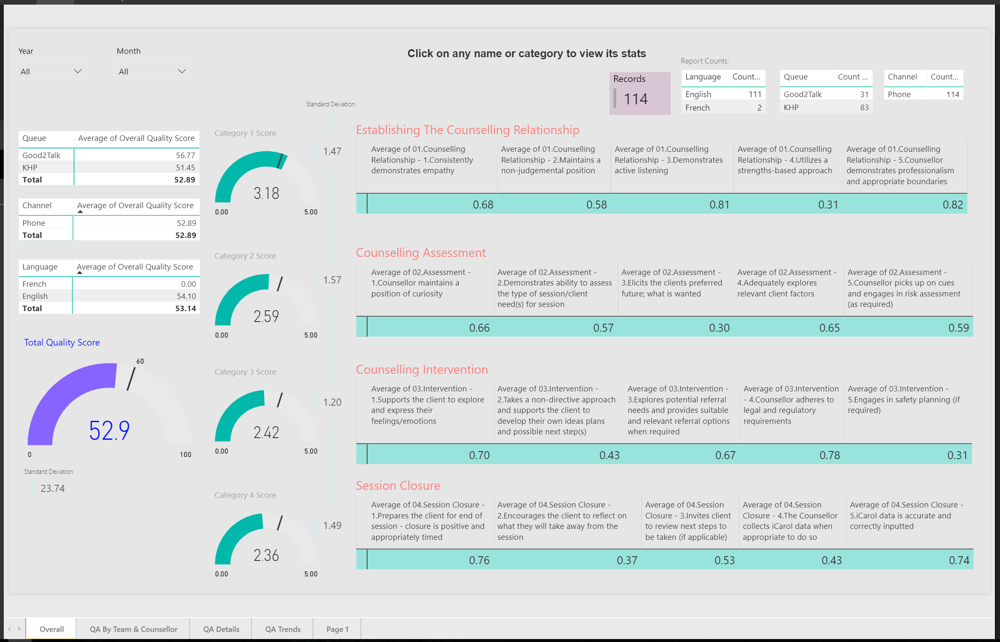 Year
Month
All
All
Click on any name or category to view its stats
Report Counts:
Records
114
Language Count...
English 111
French 2
Queue Count ...
Good2Talk 31
KHP 83
Channel Count...
Phone 114
Queue Average of Overall Quality Score
Good2Talk 56.77
KHP 51.45
Total 52.89
Channel Average of Overall Quality Score
Phone 52.89
Total 52.89
Language Average of Overall Quality Score
French 0.00
English 54.10
Total 53.14
Total Quality Score
60
52.9
0 100
Standard Deviation
23.74
Standard Deviation
Category 1 Score
3.18
0.00 5.00
1.47
Category 2 Score
2.59
0.00 5.00
1.57
Category 3 Score
2.42
0.00 5.00
1.20
Category 4 Score
2.36
0.00 5.00
1.49
Establishing The Counselling Relationship
Average of 01.Counselling
Relationship - 1.Consistently
demonstrates empathy
Average of 01.Counselling
Relationship - 2.Maintains a
non-judgemental position
Average of 01.Counselling
Relationship - 3.Demonstrates
active listening
Average of 01.Counselling
Relationship - 4.Utilizes a
strengths-based approach
Average of 01.Counselling
Relationship - 5.Counsellor
demonstrates professionalism
and appropriate boundaries
0.68 0.58 0.81 0.31 0.82
Counselling Assessment
Average of 02.Assessment -
1.Counsellor maintains a
position of curiosity
Average of 02.Assessment -
2.Demonstrates ability to assess
the type of session/client
need(s) for session
Average of 02.Assessment -
3.Elicits the clients preferred
future; what is wanted
Average of 02.Assessment -
4.Adequately explores
relevant client factors
Average of 02.Assessment -
5.Counsellor picks up on cues
and engages in risk assessment
(as required)
0.66 0.57 0.30 0.65 0.59
Counselling Intervention
Average of 03.Intervention -
1.Supports the client to explore
and express their
feelings/emotions
Average of 03.Intervention -
2.Takes a non-directive approach
and supports the client to
develop their own ideas plans
and possible next step(s)
Average of 03.Intervention -
3.Explores potential referral
needs and provides suitable
and relevant referral options
when required
Average of 03.Intervention
- 4.Counsellor adheres to
legal and regulatory
requirements
Average of 03.Intervention -
5.Engages in safety planning (if
required)
0.70 0.43 0.67 0.78 0.31
Session Closure
Average of 04.Session Closure -
1.Prepares the client for end of
session - closure is positive and
appropriately timed
Average of 04.Session Closure -
2.Encourages the client to reflect on
what they will take away from the
session
Average of 04.Session
Closure - 3.Invites client
to review next steps to
be taken (if applicable)
Average of 04.Session
Closure - 4.The Counsellor
collects iCarol data when
appropriate to do so
Average of 04.Session Closure -
5.iCarol data is accurate and
correctly inputted
0.76 0.37 0.53 0.43 0.74
Overall QA By Team & Counsellor QA Details QA Trends Page 1